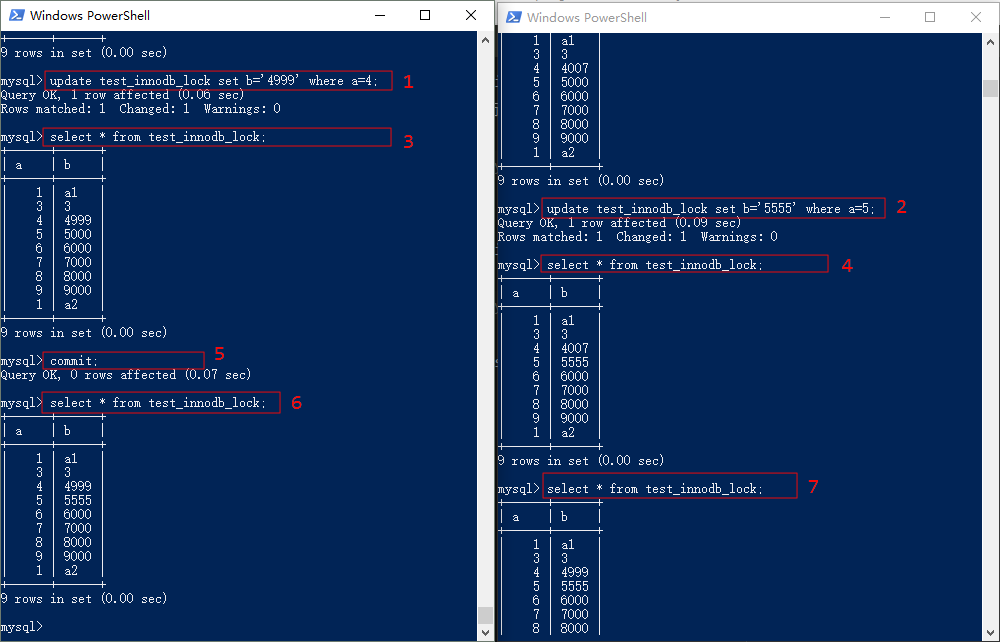 Windows PowerShell
9 rows in set (0.00 sec)
mysql> update test_innodb_lock set b='4999' where a=4; 1
Query OK, 1 row affected (0.06 sec)
Rows matched: 1 Changed: 1 Warnings: 0
mysql> select * from test_innodb_lock; 3
| a | b |
| 1 | a1 |
| 3 | 3 |
| 4 | 4999 |
| 5 | 5000 |
| 6 | 6000 |
| 7 | 7000 |
| 8 | 8000 |
| 9 | 9000 |
| 1 | a2 |
9 rows in set (0.00 sec)
mysql> commit; 5
Query OK, 0 rows affected (0.07 sec)
mysql> select * from test_innodb_lock; 6
| a | b |
| 1 | a1 |
| 3 | 3 |
| 4 | 4999 |
| 5 | 5555 |
| 6 | 6000 |
| 7 | 7000 |
| 8 | 8000 |
| 9 | 9000 |
| 1 | a2 |
9 rows in set (0.00 sec)
mysql>
Windows PowerShell
| 1 | a1 |
| 3 | 3 |
| 4 | 4007 |
| 5 | 5000 |
| 6 | 6000 |
| 7 | 7000 |
| 8 | 8000 |
| 9 | 9000 |
| 1 | a2 |
9 rows in set (0.00 sec)
mysql> update test_innodb_lock set b='5555' where a=5; 2
Query OK, 1 row affected (0.09 sec)
Rows matched: 1 Changed: 1 Warnings: 0
mysql> select * from test_innodb_lock; 4
| a | b |
| 1 | a1 |
| 3 | 3 |
| 4 | 4007 |
| 5 | 5555 |
| 6 | 6000 |
| 7 | 7000 |
| 8 | 8000 |
| 9 | 9000 |
| 1 | a2 |
9 rows in set (0.00 sec)
mysql> select * from test_innodb_lock; 7
| a | b |
| 1 | a1 |
| 3 | 3 |
| 4 | 4999 |
| 5 | 5555 |
| 6 | 6000 |
| 7 | 7000 |
| 8 | 8000 |